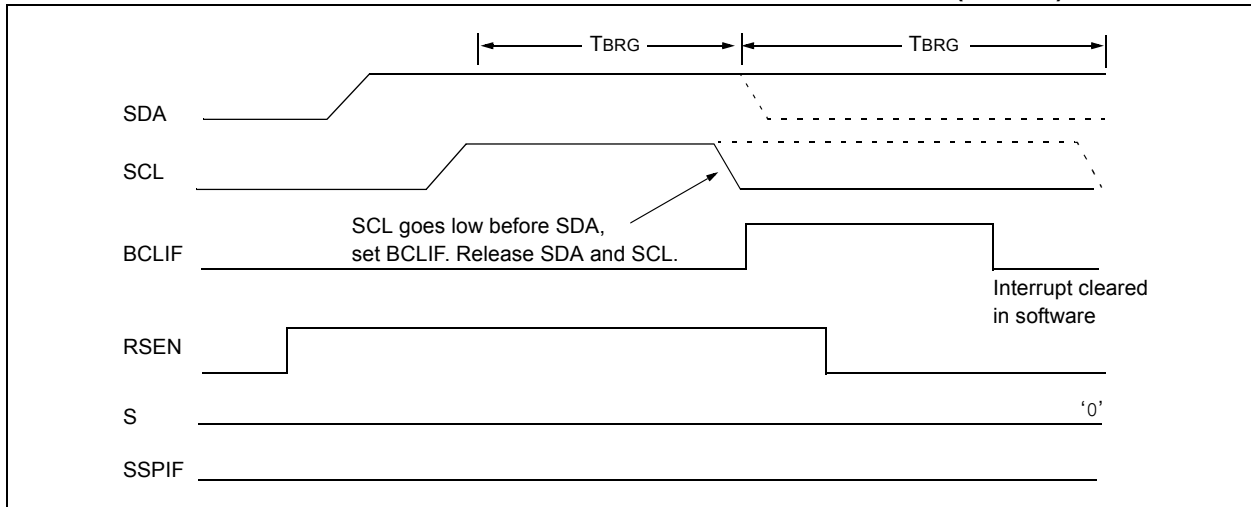 TBRG
TBRG
SDA
SCL
SCL goes low before SDA,
set BCLIF. Release SDA and SCL.
BCLIF
Interrupt cleared
in software
RSEN
S
‘0’
SSPIF